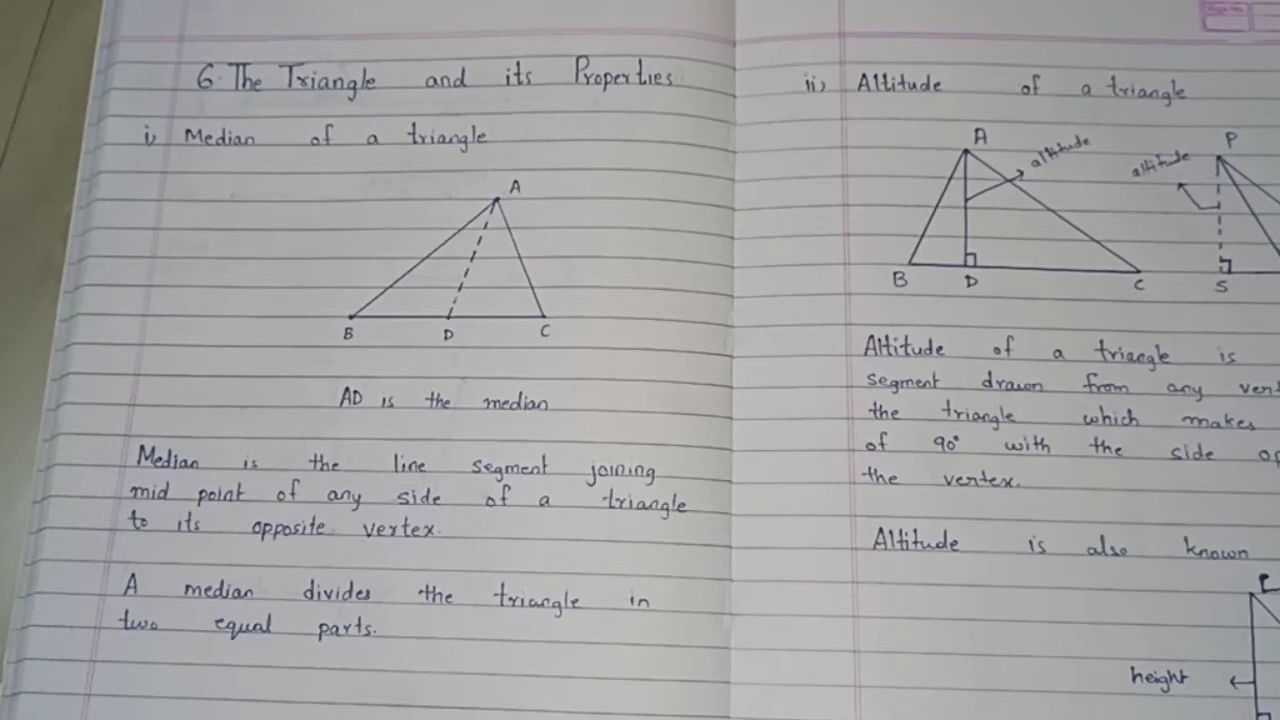 6 The Triangle and its Properties
i) Median of a triangle
A
B D C
AD is the median
Median is the line segment joining
mid point of any side of a triangle
to its opposite vertex.
A median divides the triangle in
two equal parts.
ii) Altitude of a triangle
A altitude
B D C
altitude P
S
Altitude of a triangle is
segment drawn from any
the triangle which makes
of 90° with the side
the vertex.
Altitude is also known
height